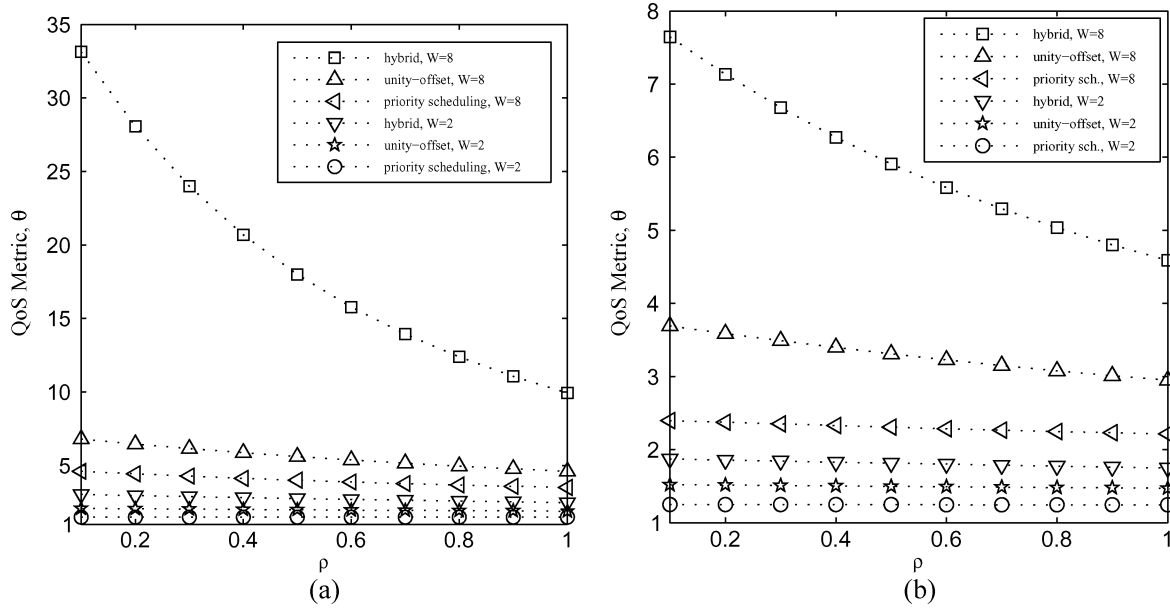 35
30
25
20
15
10
5
1
QoS Metric, θ
hybrid, W=8
unity−offset, W=8
priority scheduling, W=8
hybrid, W=2
unity−offset, W=2
priority scheduling, W=2
0.2 0.4 0.6 0.8 1
ρ
(a)
8
7
6
5
4
3
2
1
QoS Metric, θ
hybrid, W=8
unity−offset, W=8
priority sch., W=8
hybrid, W=2
unity−offset, W=2
priority sch., W=2
0.2 0.4 0.6 0.8 1
ρ
(b)